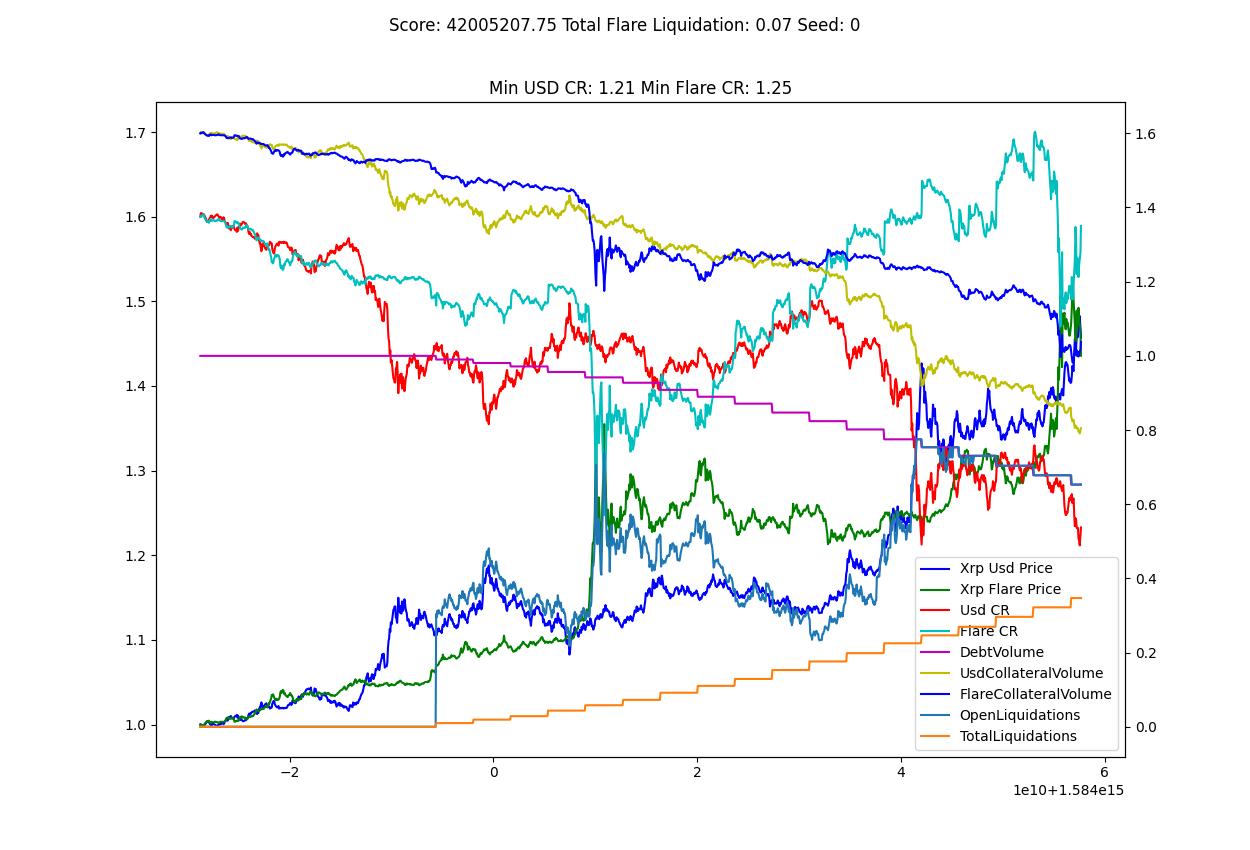 Score: 42005207.75 Total Flare Liquidation: 0.07 Seed: 0
Min USD CR: 1.21 Min Flare CR: 1.25
1.7
1.6
1.5
1.4
1.3
1.2
1.1
1.0
1.6
1.4
1.2
1.0
0.8
0.6
0.4
0.2
0.0
Xrp Usd Price
Xrp Flare Price
Usd CR
Flare CR
DebtVolume
UsdCollateralVolume
FlareCollateralVolume
OpenLiquidations
TotalLiquidations
−2 0 2 4 6
1e10+1.584e15